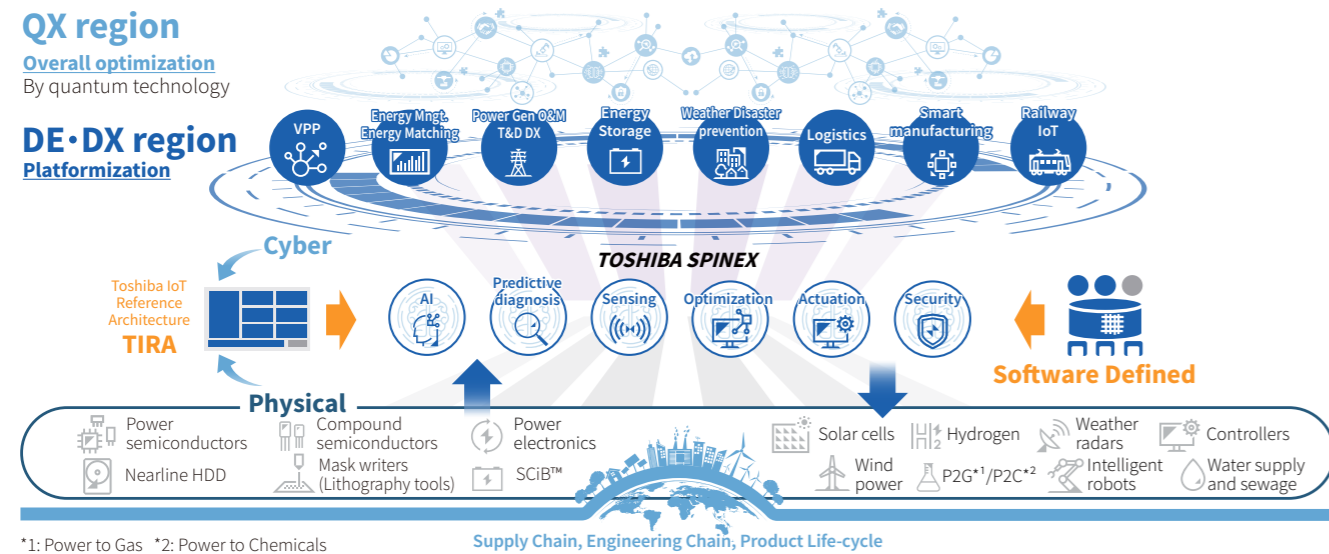 QX region
Overall optimization
By quantum technology
DE・DX region
Platformization
VPP
Energy Mngt.
Energy Matching
Power Gen O&M
T&D DX
Energy
Storage
Weather Disaster
prevention
Logistics
Smart
manufacturing
Railway
IoT
Cyber
TOSHIBA SPINEX
Toshiba IoT
Reference
Architecture
TIRA
AI
Predictive
diagnosis
Sensing
Optimization
Actuation
Security
Software Defined
Physical
Power
semiconductors
Compound
semiconductors
Power
electronics
Nearline HDD
Mask writers
(Lithography tools)
SCiB™
Solar cells
H2
Hydrogen
Weather
radars
Controllers
Wind
power
P2G*1/P2C*2
Intelligent
robots
Water supply
and sewage
*1: Power to Gas *2: Power to Chemicals
Supply Chain, Engineering Chain, Product Life-cycle